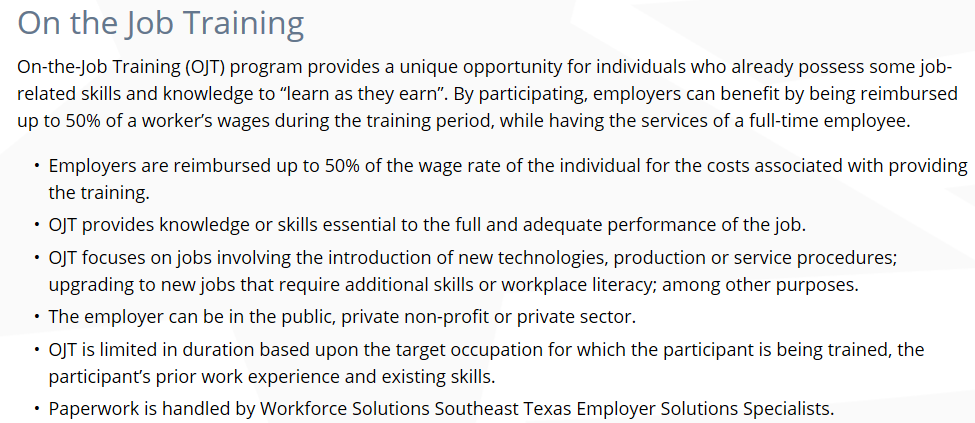 On the Job Training
On-the-Job Training (OJT) program provides a unique opportunity for individuals who already possess some job-
related skills and knowledge to “learn as they earn”. By participating, employers can benefit by being reimbursed
up to 50% of a worker’s wages during the training period, while having the services of a full-time employee.
• Employers are reimbursed up to 50% of the wage rate of the individual for the costs associated with providing
the training.
• OJT provides knowledge or skills essential to the full and adequate performance of the job.
• OJT focuses on jobs involving the introduction of new technologies, production or service procedures;
upgrading to new jobs that require additional skills or workplace literacy; among other purposes.
• The employer can be in the public, private non-profit or private sector.
• OJT is limited in duration based upon the target occupation for which the participant is being trained, the
participant’s prior work experience and existing skills.
• Paperwork is handled by Workforce Solutions Southeast Texas Employer Solutions Specialists.